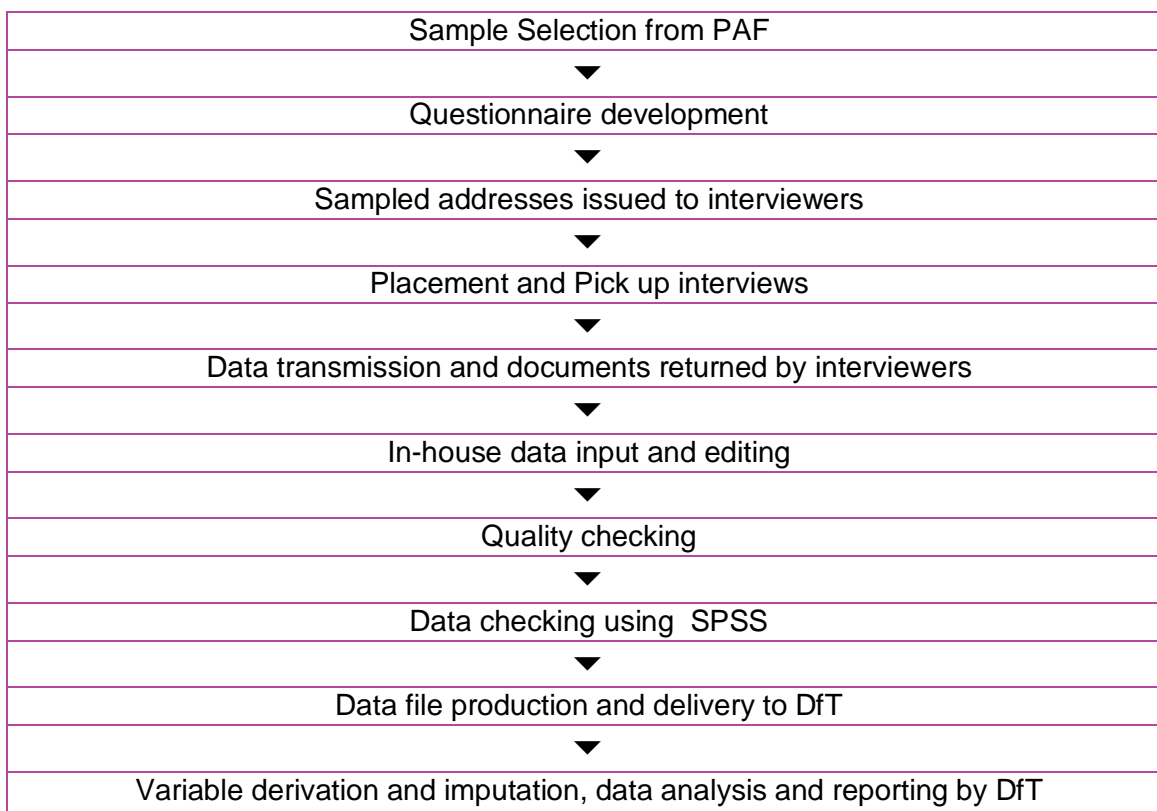 Sample Selection from PAF
Questionnaire development
Sampled addresses issued to interviewers
Placement and Pick up interviews
Data transmission and documents returned by interviewers
In-house data input and editing
Quality checking
Data checking using SPSS
Data file production and delivery to DfT
Variable derivation and imputation, data analysis and reporting by DfT